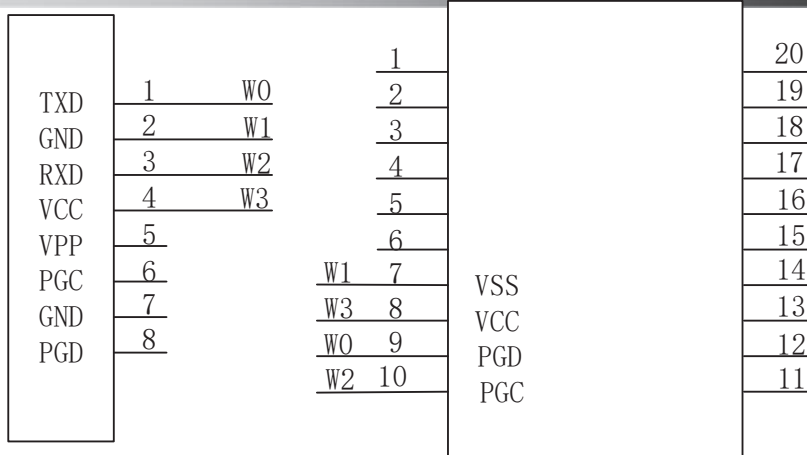 TXD 1 W0
GND 2 W1
RXD 3 W2
VCC 4 W3
VPP 5
PGC 6
GND 7
PGD 8
1
2
3
4
5
6
W1 7 VSS
W3 8 VCC
W0 9 PGD
W2 10 PGC
20
19
18
17
16
15
14
13
12
11